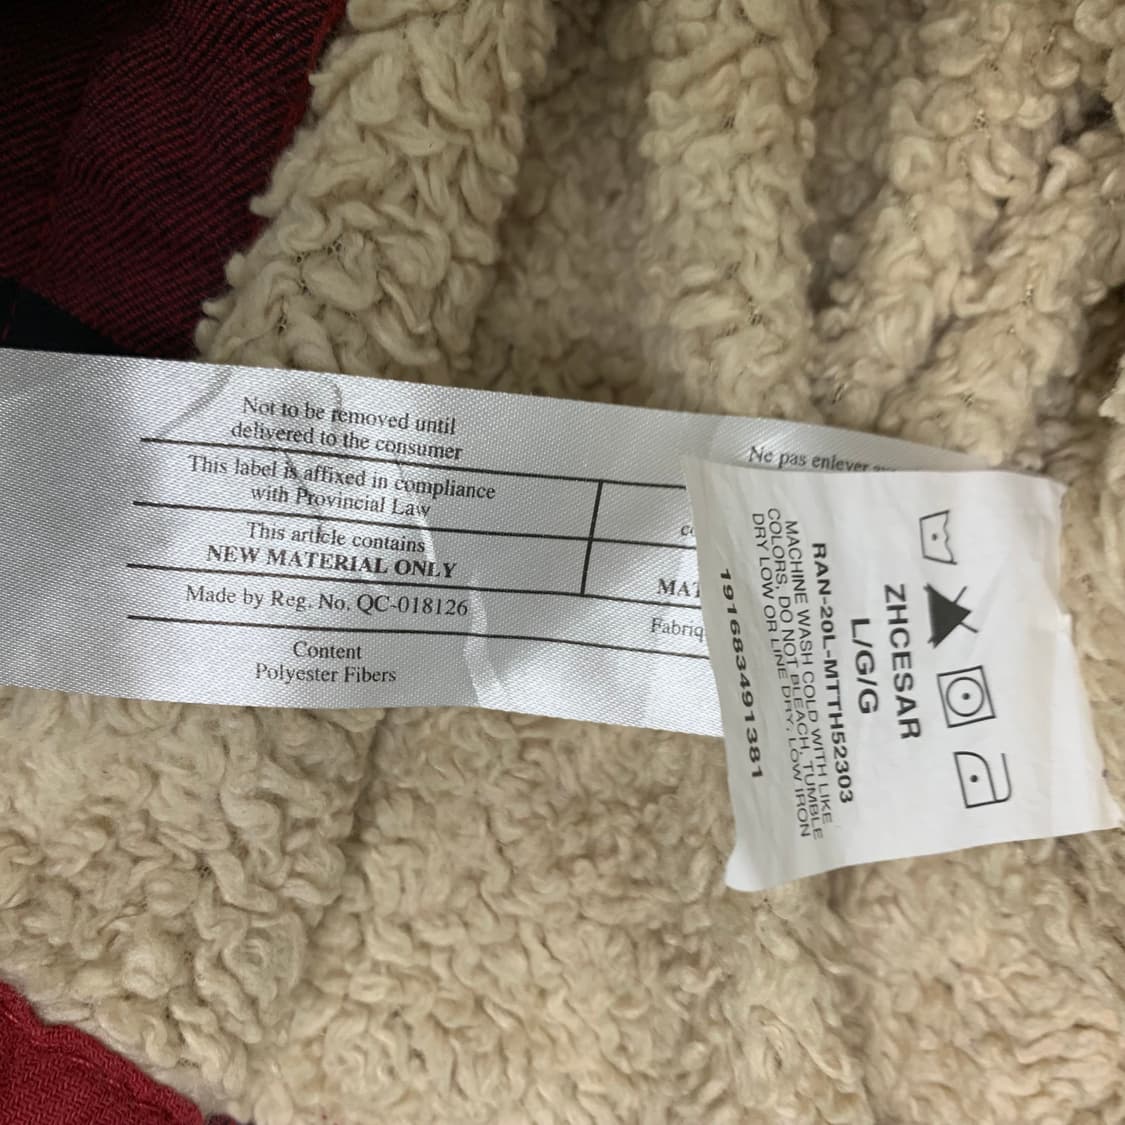 Not to be removed until
delivered to the consumer
This label is affixed in compliance
with Provincial Law
This article contains
NEW MATERIAL ONLY
Made by Reg. No. QC-018126
Content
Polyester Fibers
Ne pas enlever
Fabriq
ZHCESAR
L/G/G
RAN-20L-MTTH52303
MACHINE WASH COLD WITH LIKE
COLORS, DO NOT BLEACH, TUMBLE
DRY LOW OR LINE DRY, LOW IRON
191683491381